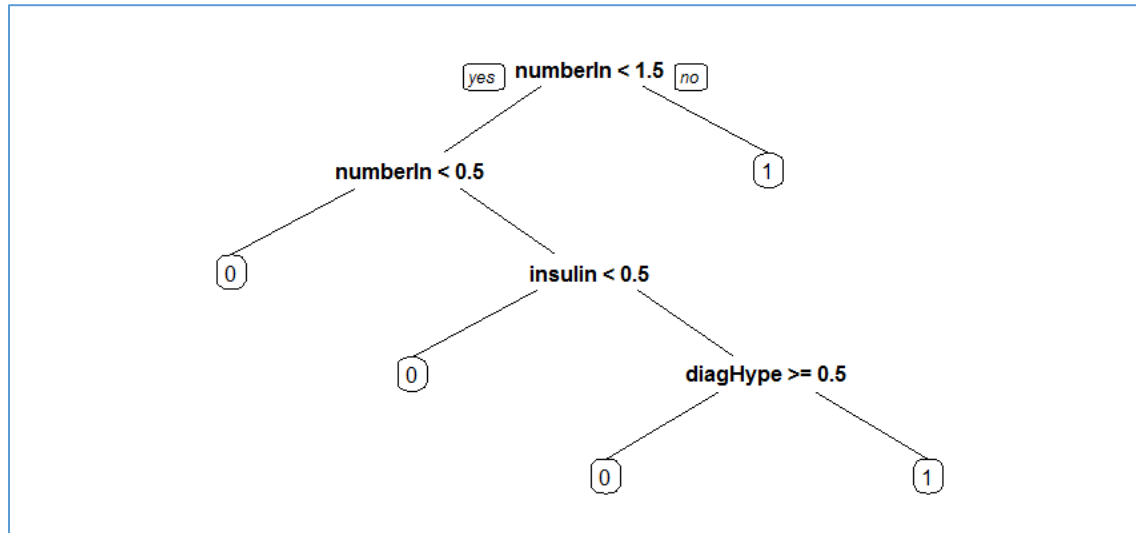 yes numberIn < 1.5 no
numberIn < 0.5
1
0
insulin < 0.5
0
diagHype >= 0.5
0
1